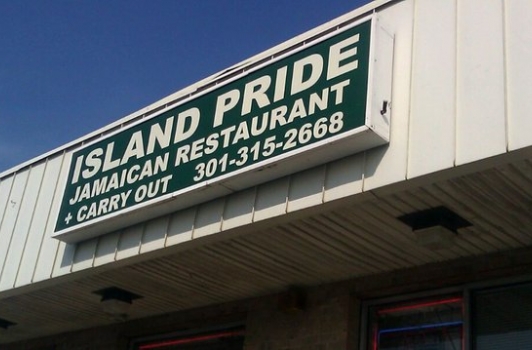 ISLAND PRIDE
JAMAICAN RESTAURANT
+ CARRY OUT 301-315-2668